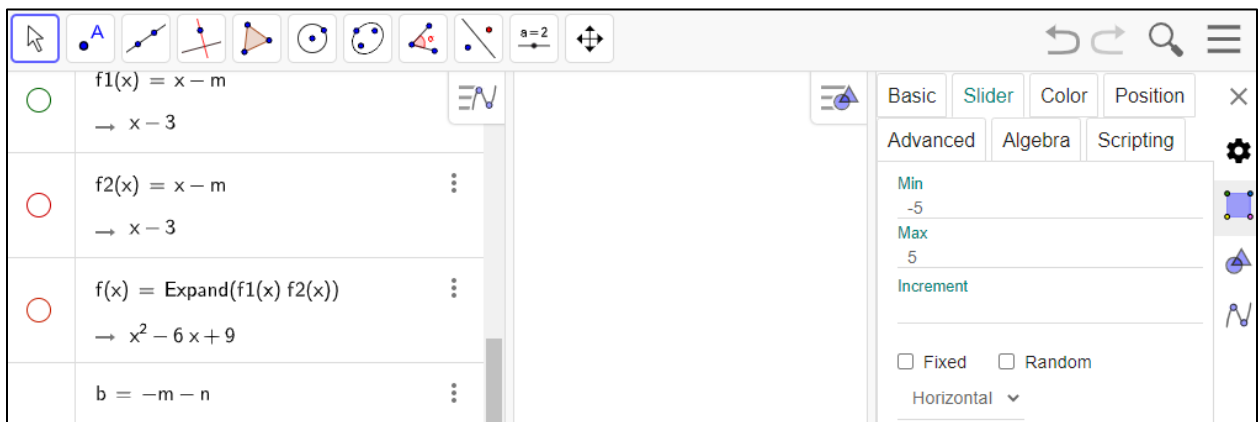 A
a=2
α
f1(x) = x − m
→ x − 3
f2(x) = x − m
→ x − 3
f(x) = Expand(f1(x) f2(x))
→ x² − 6 x + 9
b = −m − n
Basic Slider Color Position
Advanced Algebra Scripting
Min
-5
Max
5
Increment
Fixed Random
Horizontal